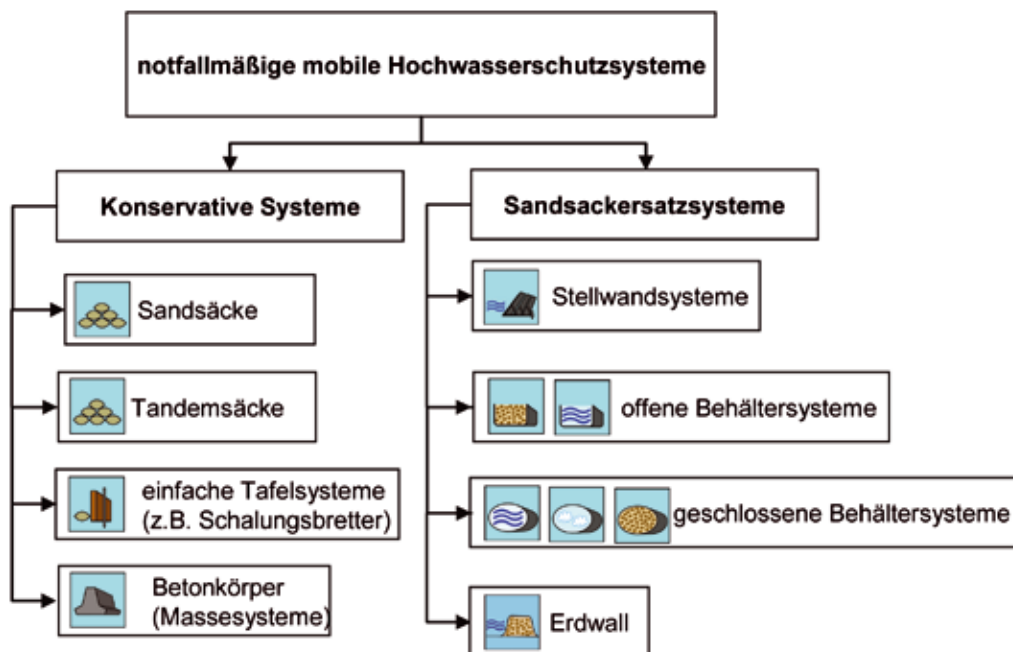 notfallmäßige mobile Hochwasserschutzsysteme
Konservative Systeme
Sandsäcke
Tandemsäcke
einfache Tafelsysteme
(z.B. Schalungsbretter)
Betonkörper
(Massesysteme)
Sandsackersatzsysteme
Stellwandsysteme
offene Behältersysteme
geschlossene Behältersysteme
Erdwall